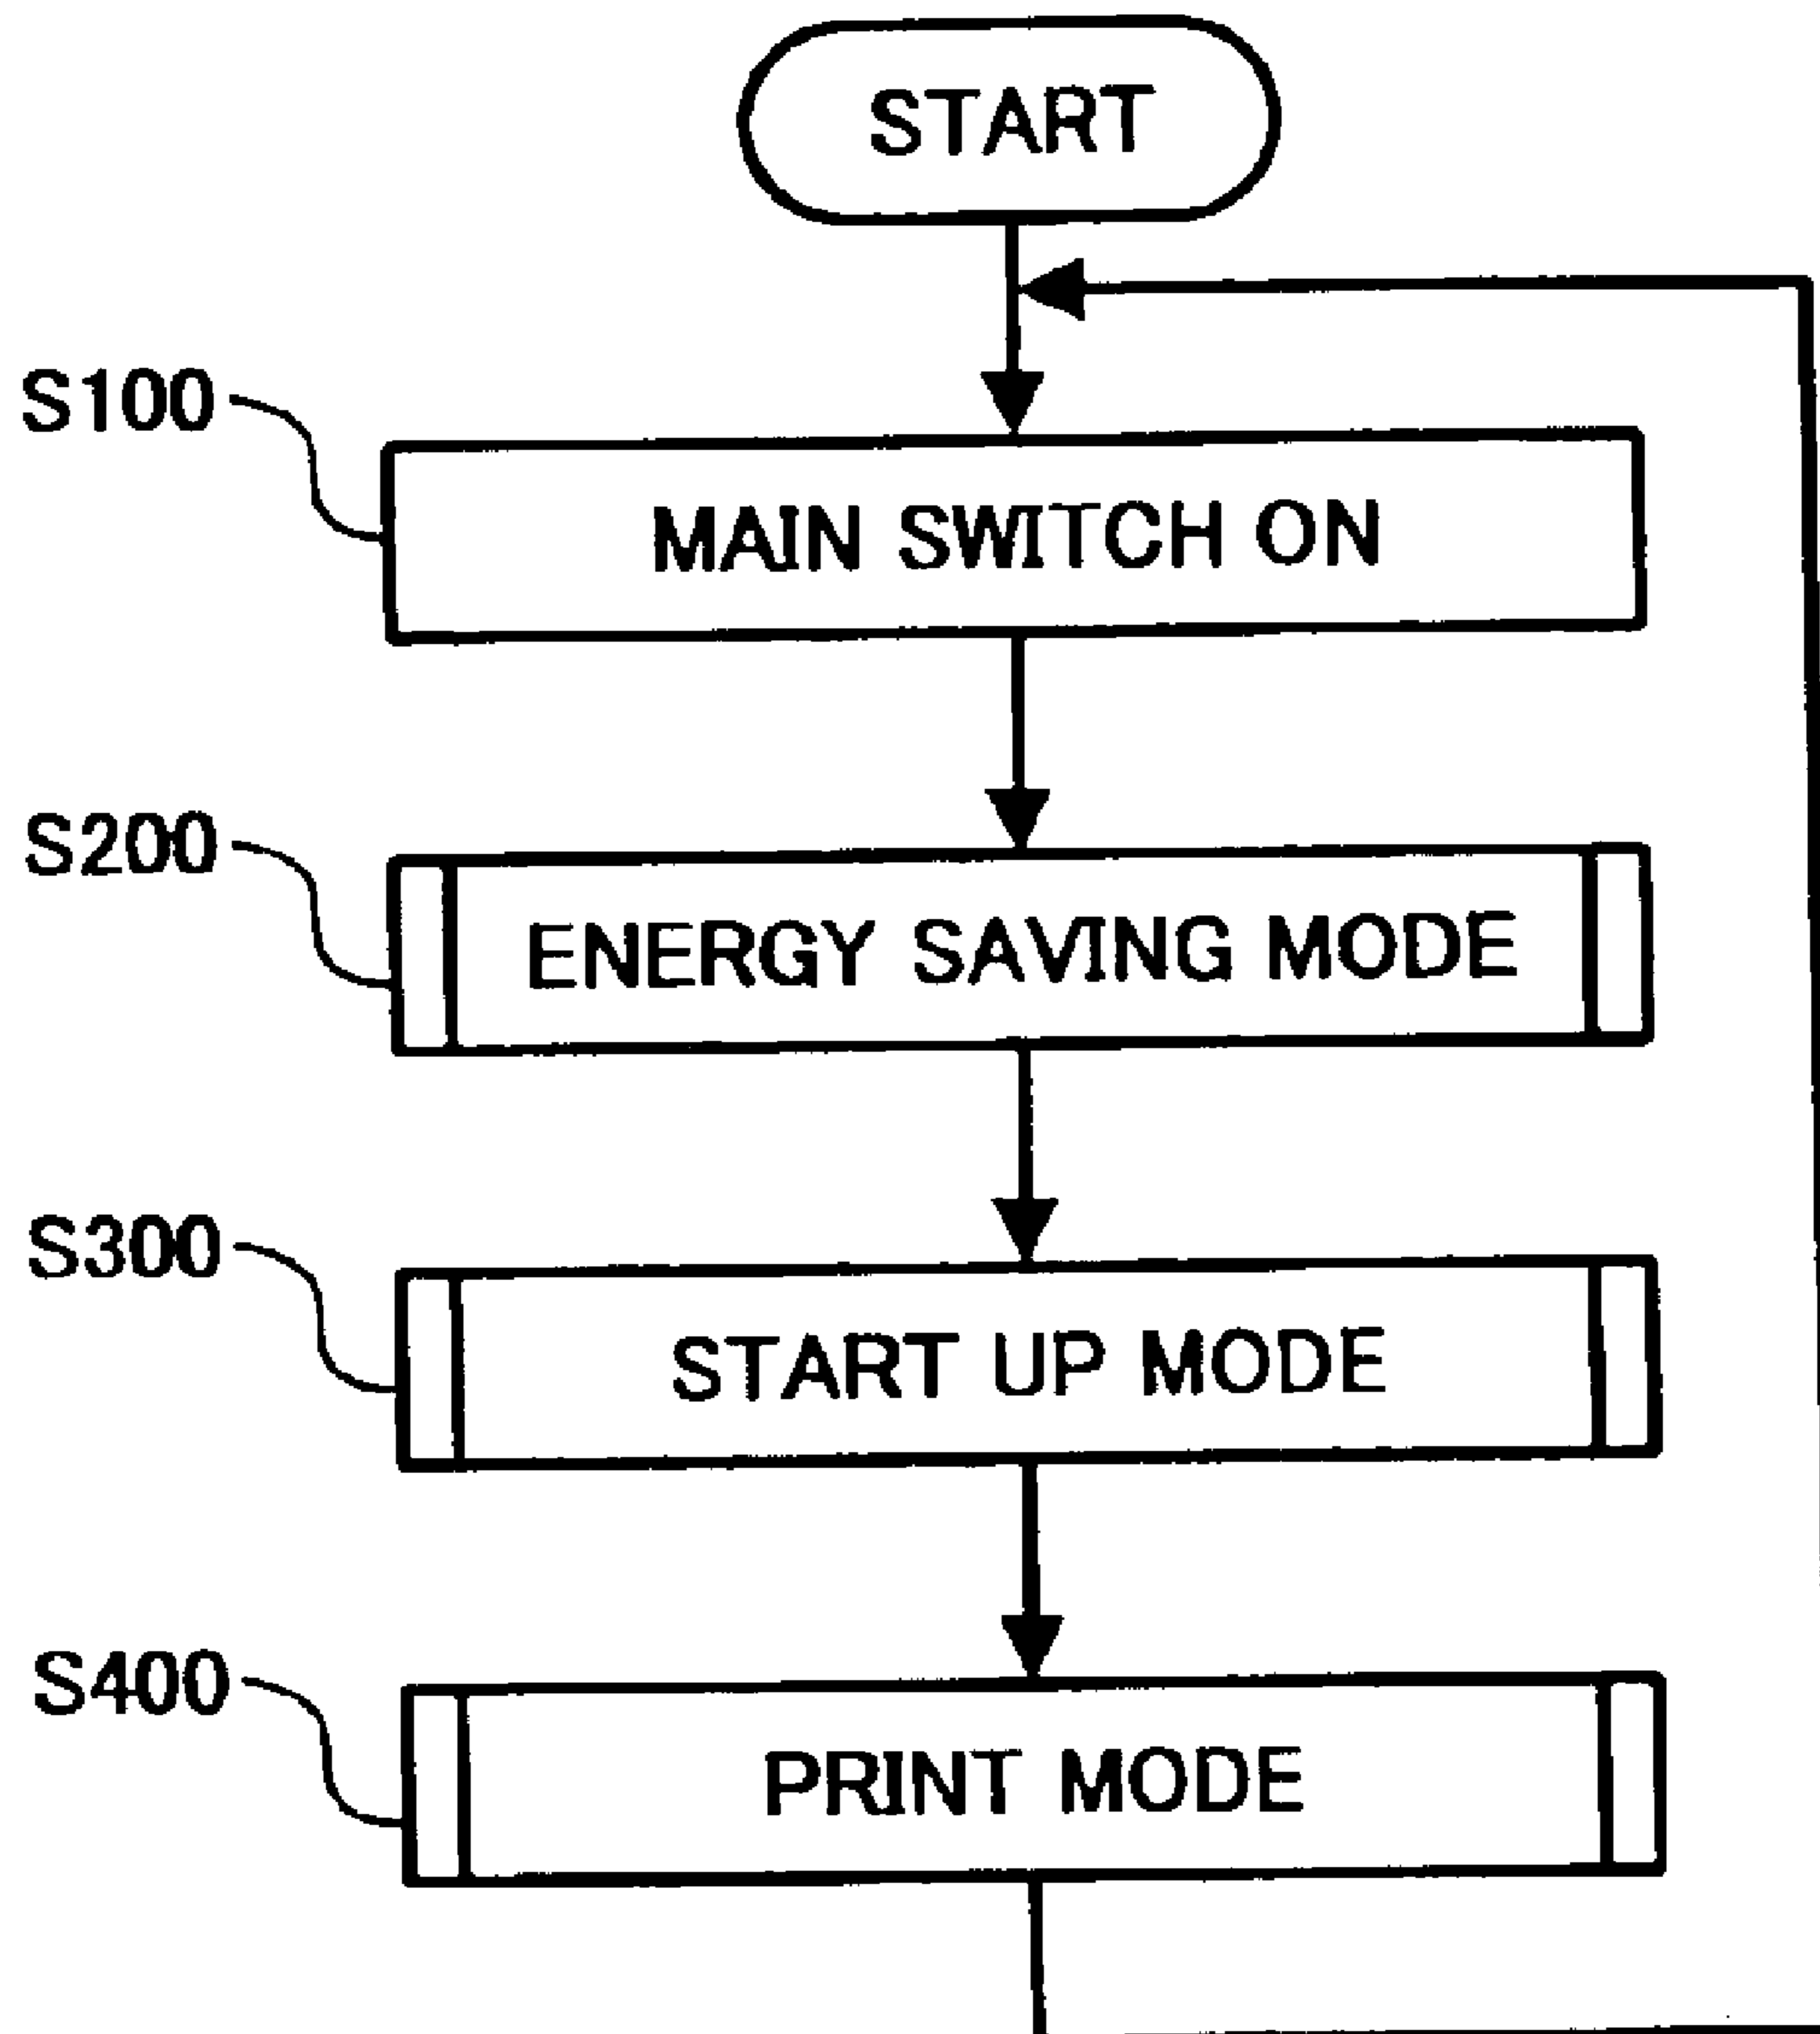 START
S100
MAIN SWITCH ON
S200
ENERGY SAVING MODE
S300
START UP MODE
S400
PRINT MODE